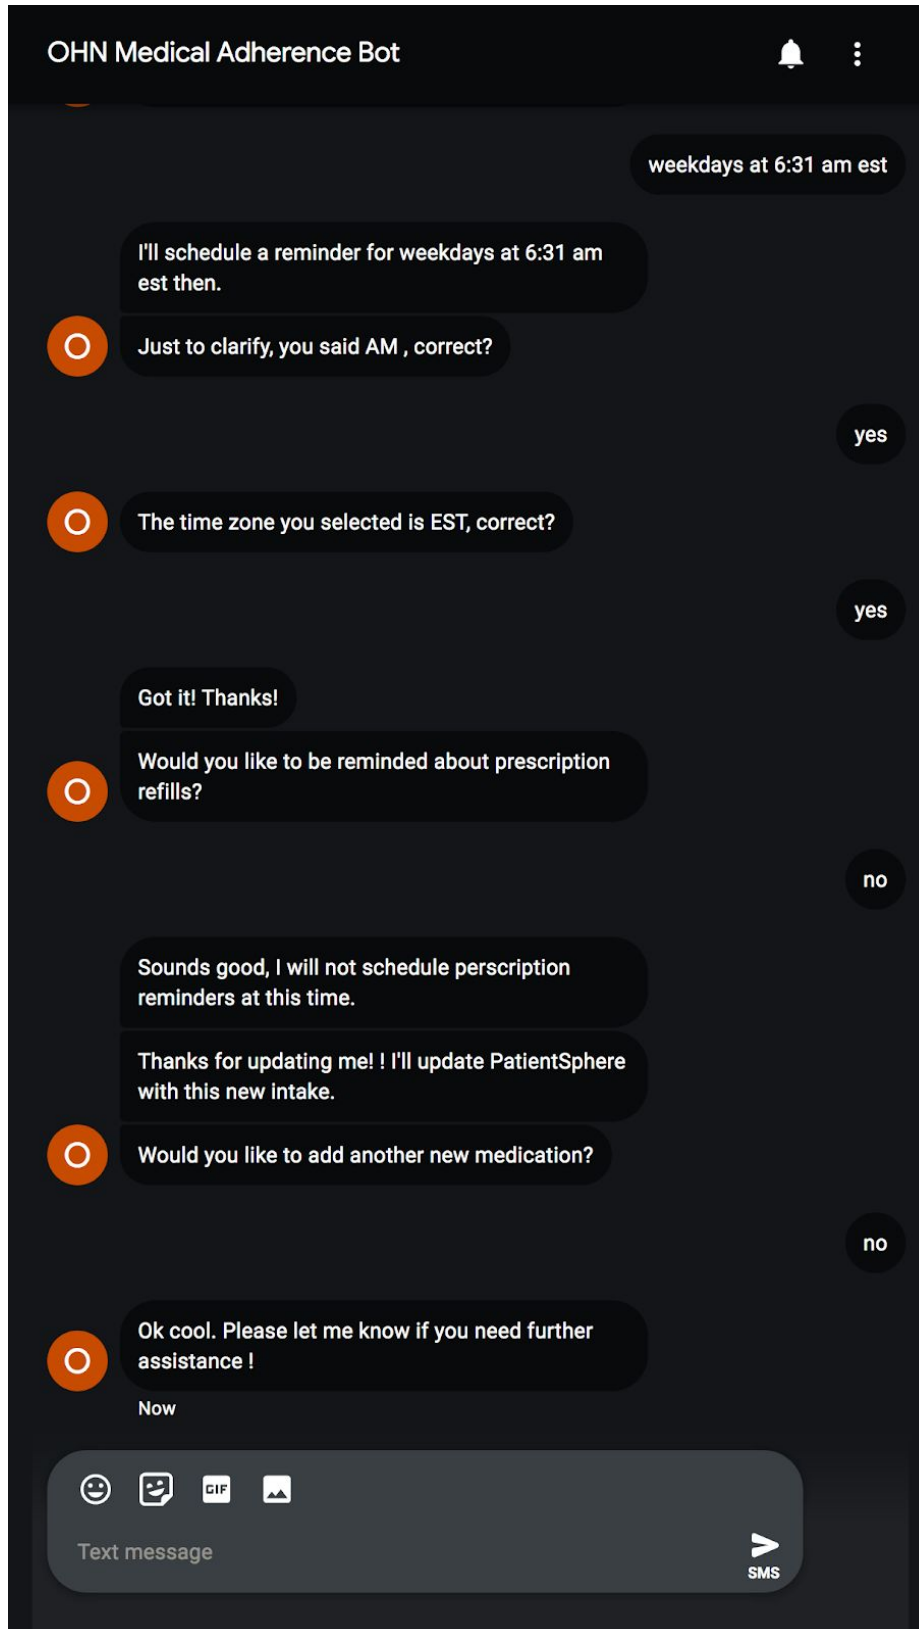 OHN Medical Adherence Bot
weekdays at 6:31 am est
I'll schedule a reminder for weekdays at 6:31 am
est then.
Just to clarify, you said AM , correct?
yes
The time zone you selected is EST, correct?
yes
Got it! Thanks!
Would you like to be reminded about prescription
refills?
no
Sounds good, I will not schedule perscription
reminders at this time.
Thanks for updating me! ! I'll update PatientSphere
with this new intake.
Would you like to add another new medication?
no
Ok cool. Please let me know if you need further
assistance !
Now
GIF
Text message
SMS